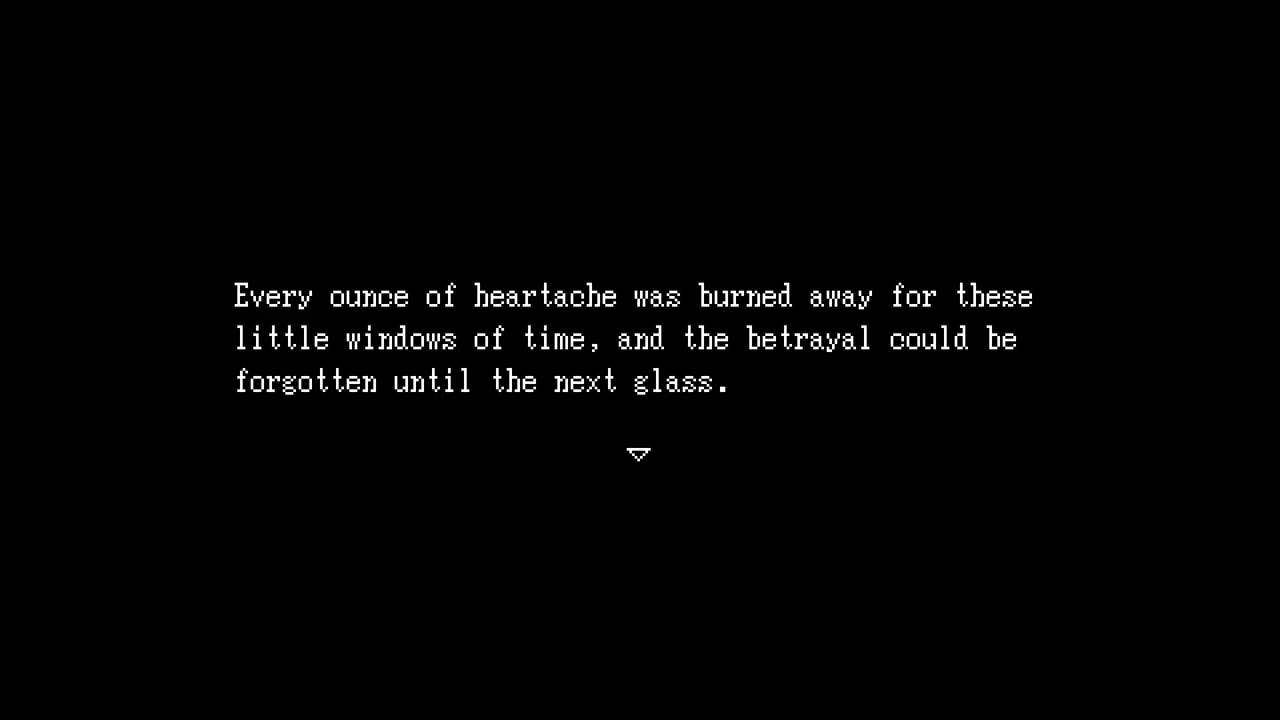 Every ounce of heartache was burned away for these
little windows of time, and the betrayal could be
forgotten until the next glass.